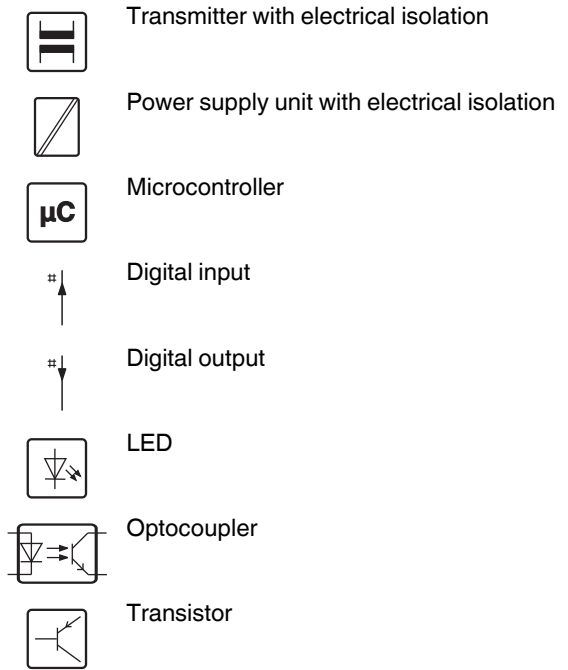 Transmitter with electrical isolation
Power supply unit with electrical isolation
µC
Microcontroller
#
Digital input
#
Digital output
LED
Optocoupler
Transistor